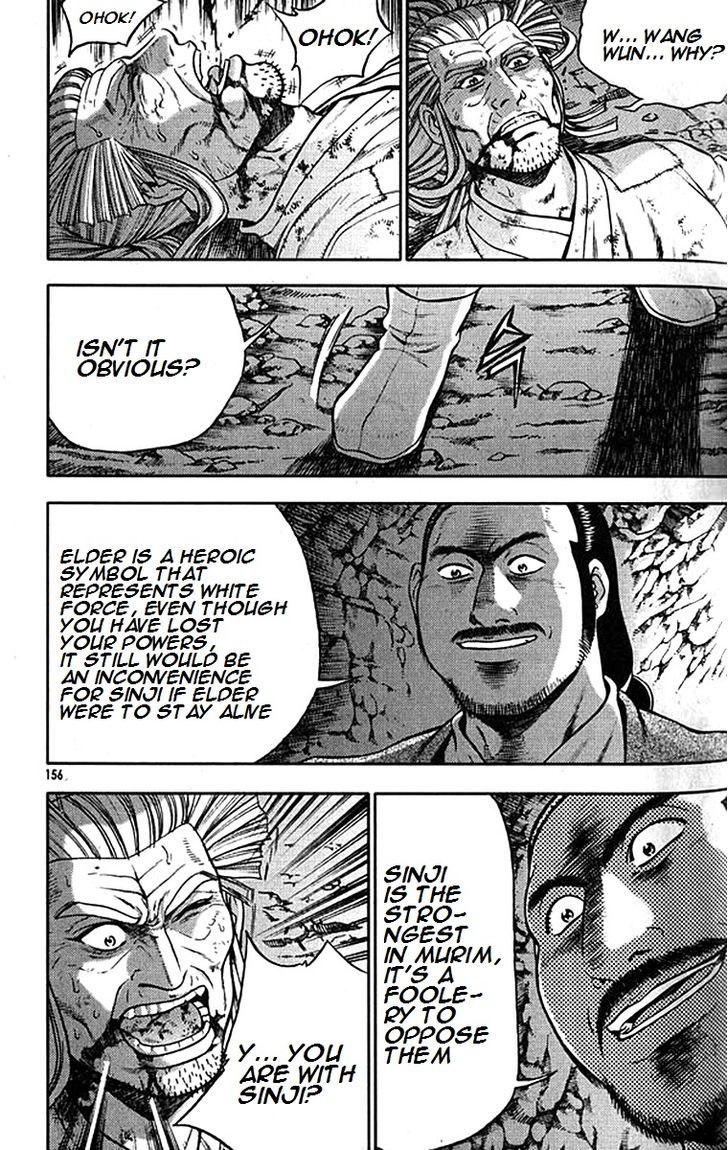 OHOK!
OHOK!
W... WANG
WUN... WHY?
ISN'T IT
OBVIOUS?
ELDER IS A HEROIC
SYMBOL THAT
REPRESENTS WHITE
FORCE, EVEN THOUGH
YOU HAVE LOST
YOUR POWERS,
IT STILL WOULD BE
AN INCONVENIENCE
FOR SINJI IF ELDER
WERE TO STAY ALIVE
156
Y... YOU
ARE WITH
SINJI?
SINJI
IS THE
STRO-
NGEST
IN MURIM,
IT'S A
FOOLE-
RY TO
OPPOSE
THEM